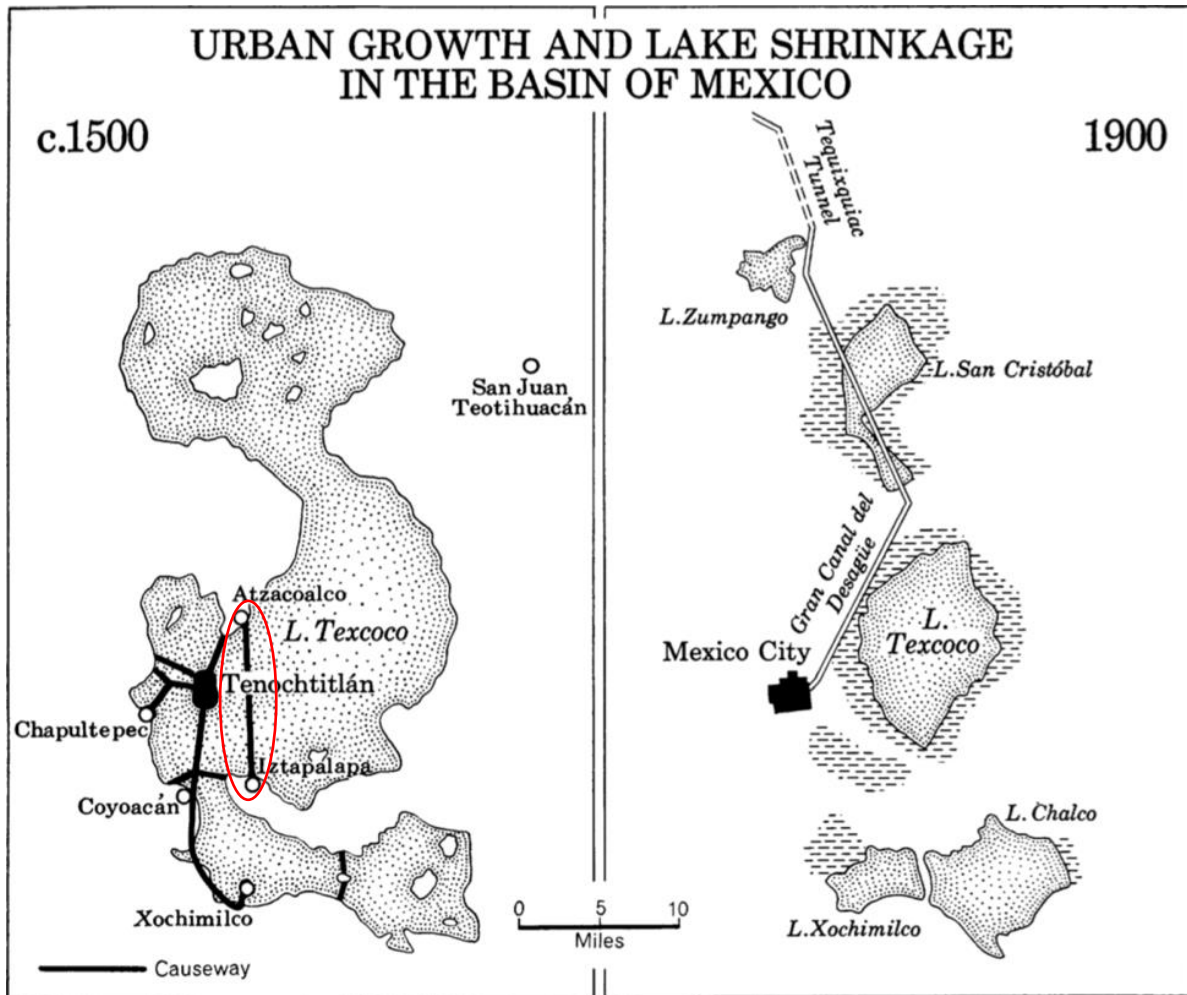 URBAN GROWTH AND LAKE SHRINKAGE
IN THE BASIN OF MEXICO
c.1500
San Juan,
Teotihuacán
Atzacoalco
L. Texcoco
Tenochtitlán
Chapultepec
Iztapalapa
Coyoacán
Xochimilco
Causeway
0 5 10
Miles
1900
Tequixquiac
Tunnel
L.Zumpango
L.San Cristóbal
Gran Canal del
Desagüe
L.
Texcoco
Mexico City
L. Chalco
L.Xochimilco